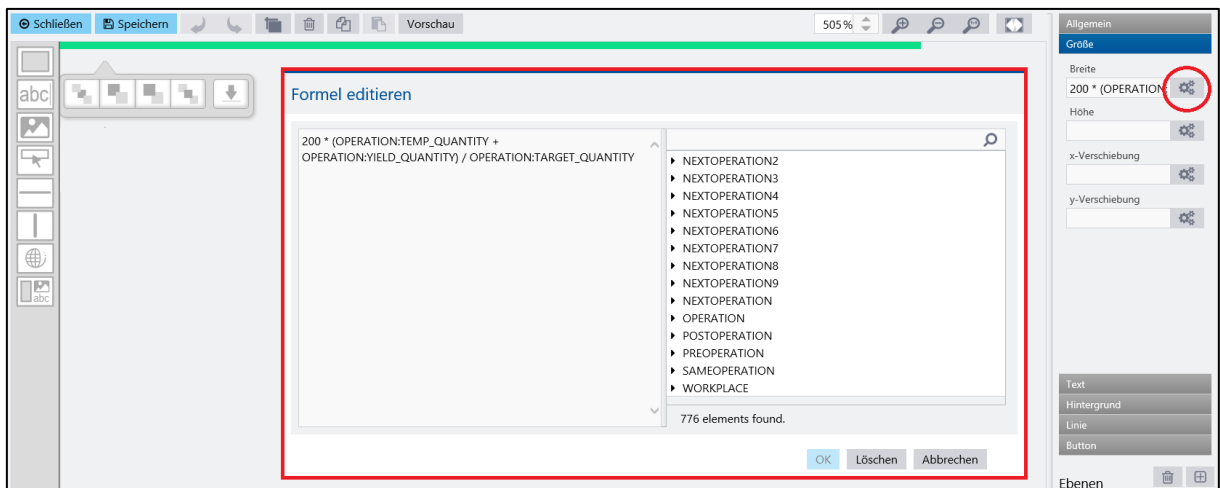 Schließen Speichern Vorschau 505 %
abc
abc
Formel editieren
200 * (OPERATION:TEMP_QUANTITY +
OPERATION:YIELD_QUANTITY) / OPERATION:TARGET_QUANTITY
NEXTOPERATION2
NEXTOPERATION3
NEXTOPERATION4
NEXTOPERATION5
NEXTOPERATION6
NEXTOPERATION7
NEXTOPERATION8
NEXTOPERATION9
NEXTOPERATION
OPERATION
POSTOPERATION
PREOPERATION
SAMEOPERATION
WORKPLACE
776 elements found.
OK Löschen Abbrechen
Allgemein
Größe
Breite
200 * (OPERATION:
Höhe
x-Verschiebung
y-Verschiebung
Text
Hintergrund
Linie
Button
Ebenen